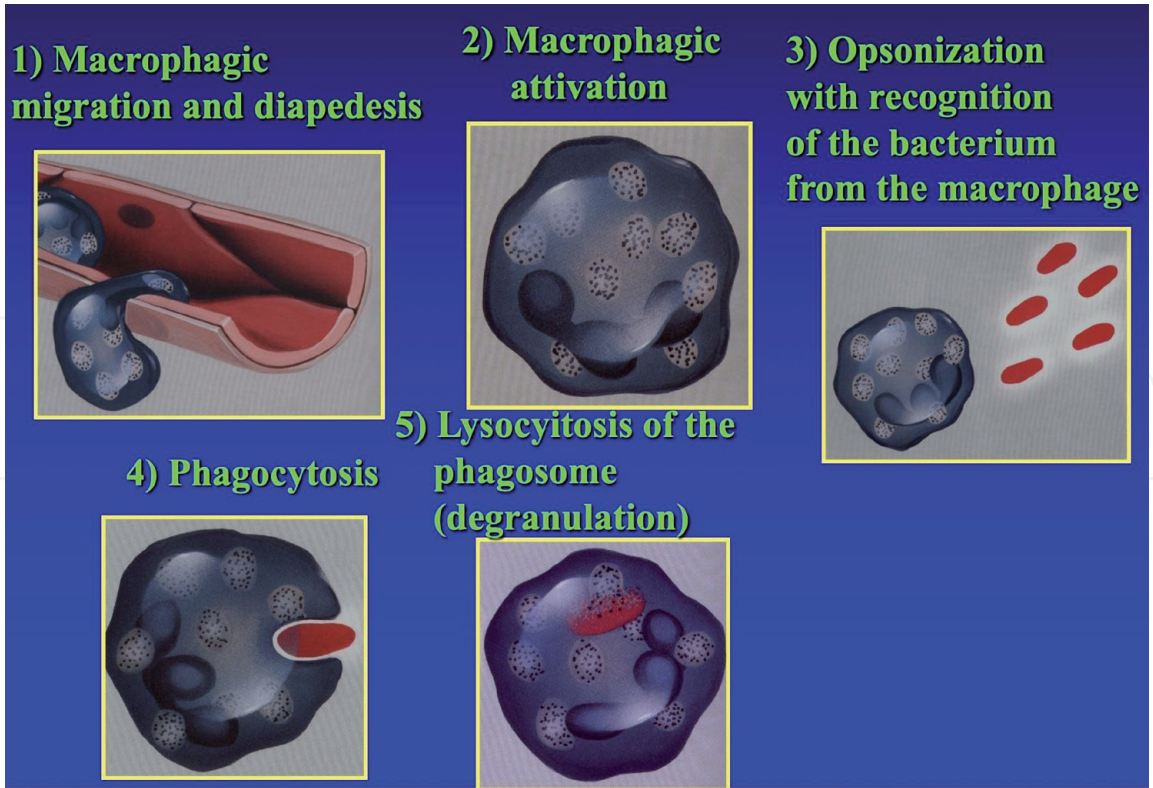 1) Macrophagic
migration and diapedesis
2) Macrophagic
attivation
3) Opsonization
with recognition
of the bacterium
from the macrophage
4) Phagocytosis
5) Lysocyitosis of the
phagosome
(degranulation)